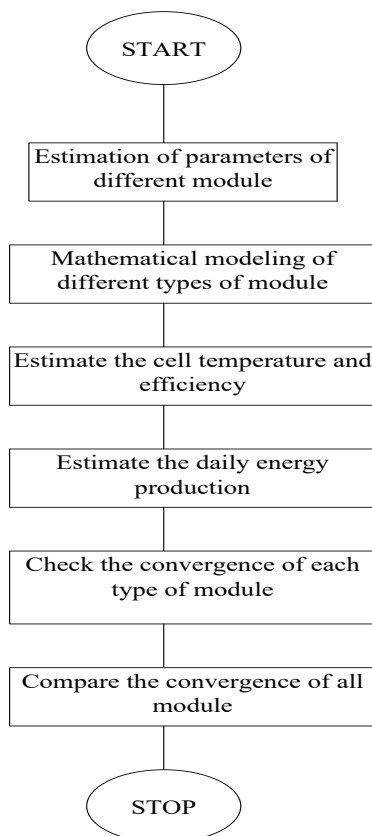 START
Estimation of parameters of
different module
Mathematical modeling of
different types of module
Estimate the cell temperature and
efficiency
Estimate the daily energy
production
Check the convergence of each
type of module
Compare the convergence of all
module
STOP